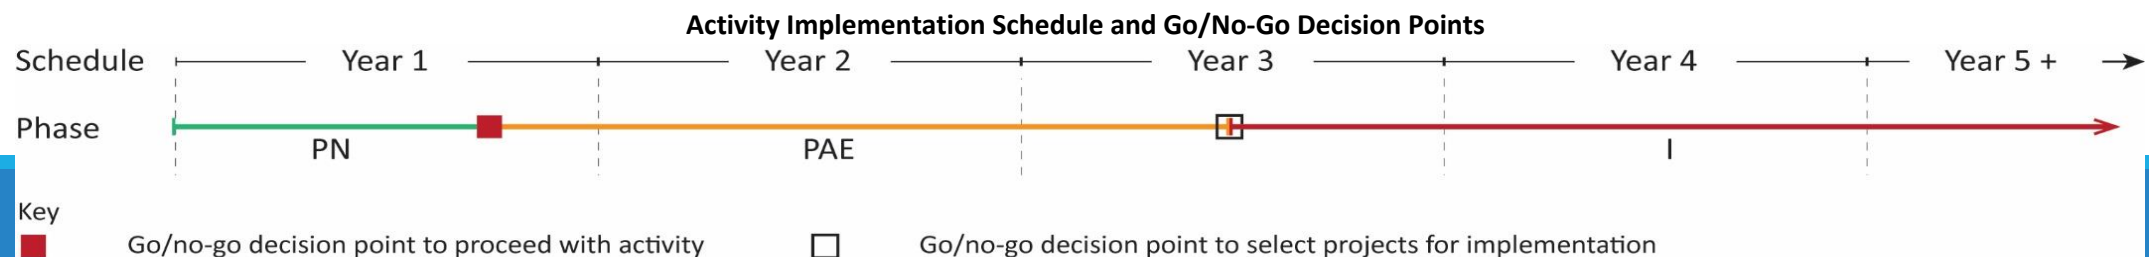 Activity Implementation Schedule and Go/No-Go Decision Points
Schedule Year 1 Year 2 Year 3 Year 4 Year 5 +
Phase
PN PAE I
Key
Go/no-go decision point to proceed with activity Go/no-go decision point to select projects for implementation